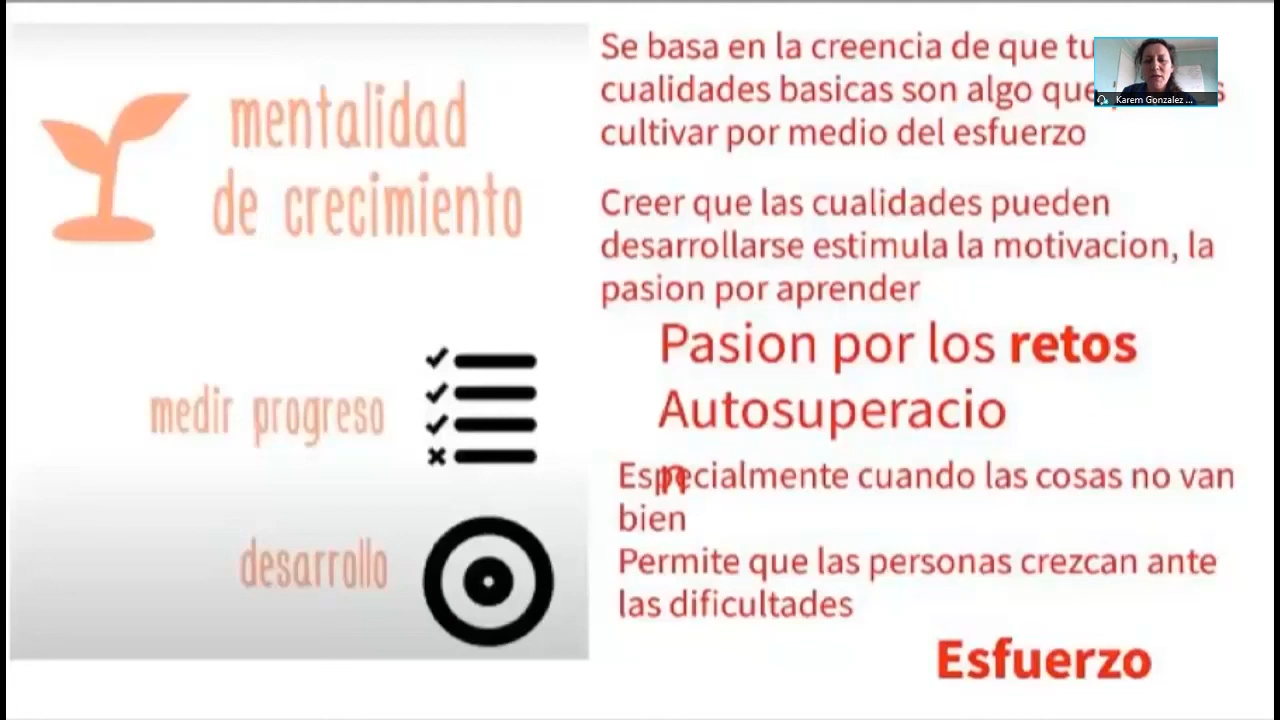 mentalidad
de crecimiento
medir progreso
desarrollo
Se basa en la creencia de que tu
cualidades basicas son algo que
cultivar por medio del esfuerzo
Creer que las cualidades pueden
desarrollarse estimula la motivacion, la
pasion por aprender
Pasion por los retos
Autosuperacio
n
Especialmente cuando las cosas no van
bien
Permite que las personas crezcan ante
las dificultades
Esfuerzo
Karem Gonzalez ...